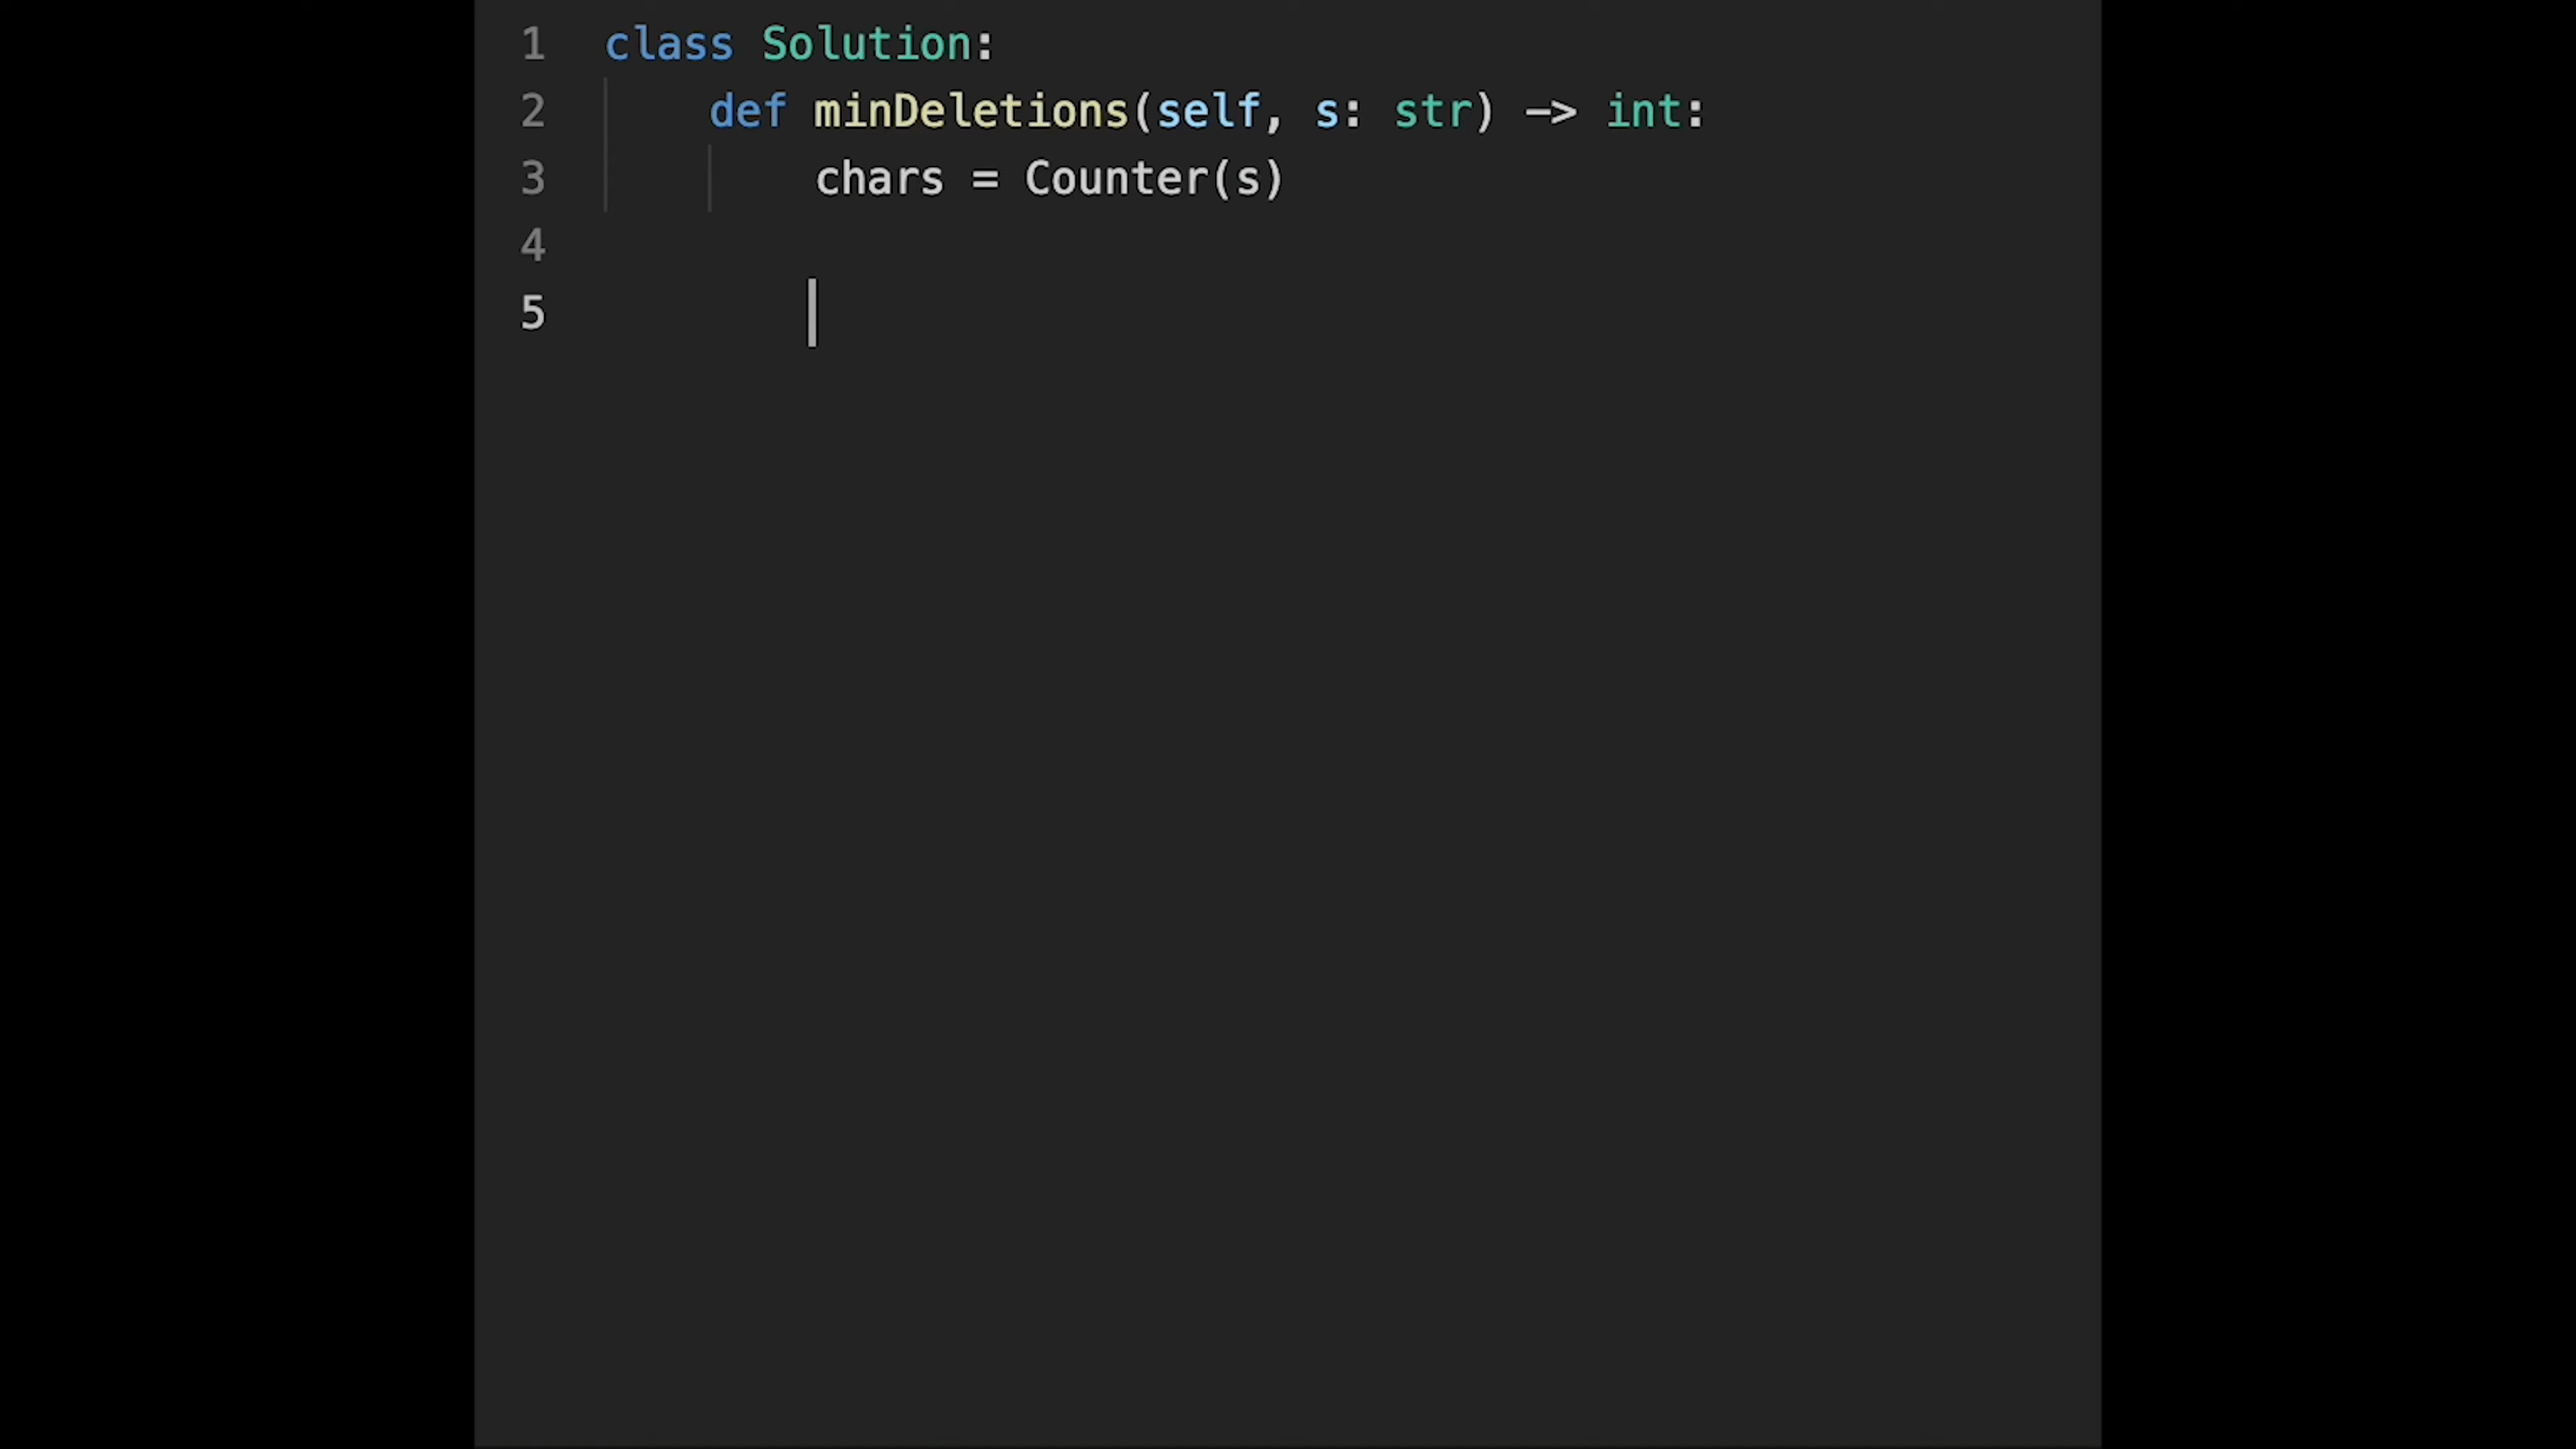 1 class Solution:
2 def minDeletions(self, s: str) -> int:
3 chars = Counter(s)
4
5